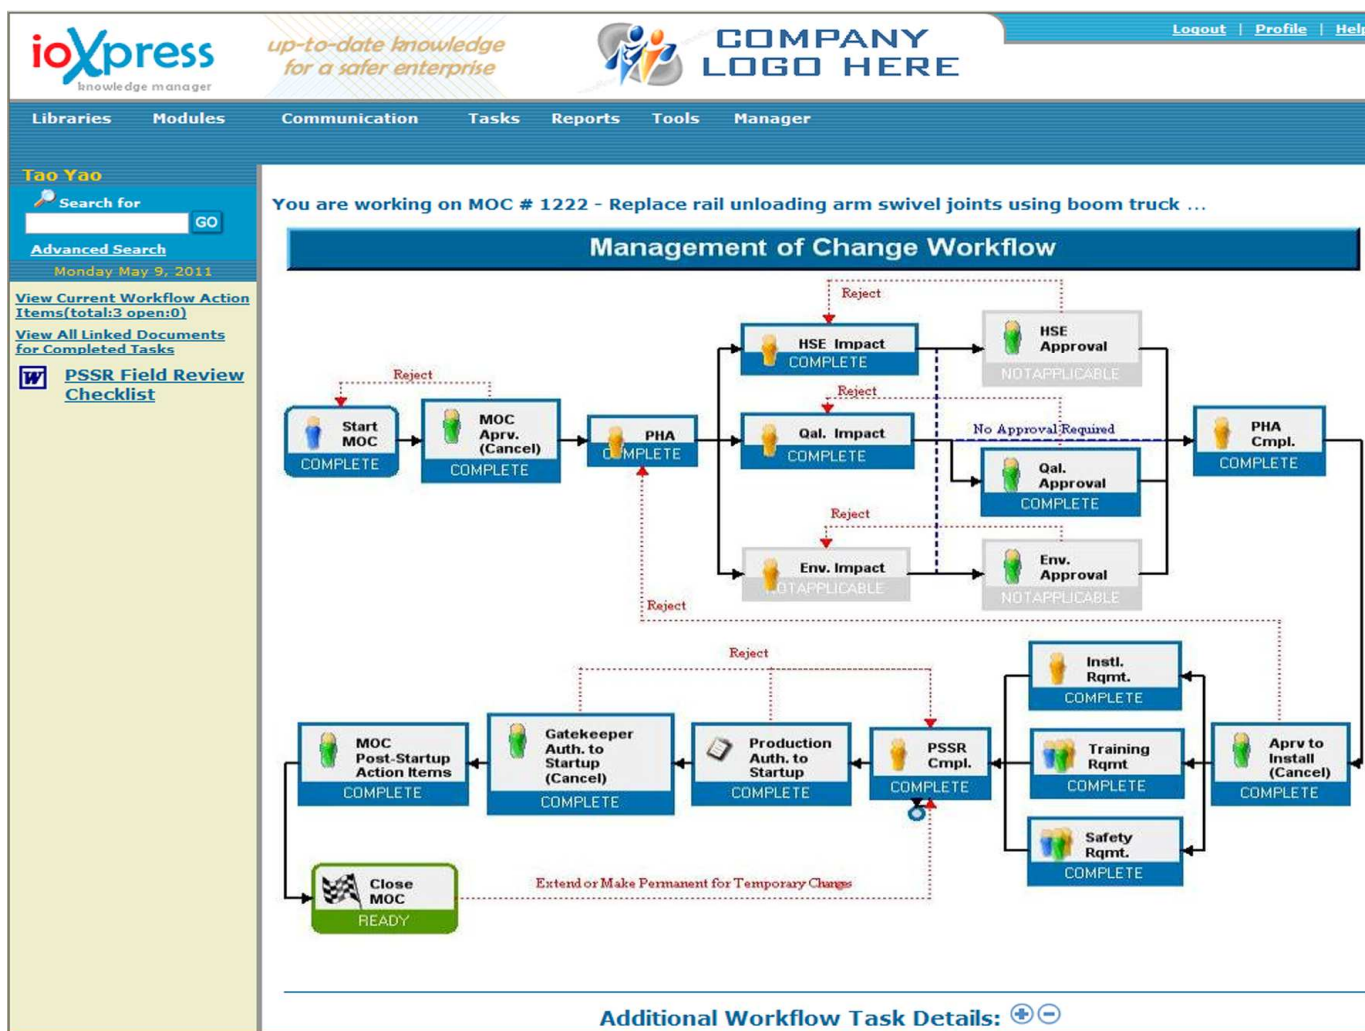 ioXpress
knowledge manager
up-to-date knowledge
for a safer enterprise
COMPANY
LOGO HERE
Logout | Profile | Help
Libraries Modules Communication Tasks Reports Tools Manager
Tao Yao
Search for
GO
Advanced Search
Monday May 9, 2011
View Current Workflow Action
Items(total:3 open:0)
View All Linked Documents
for Completed Tasks
W
PSSR Field Review
Checklist
You are working on MOC # 1222 - Replace rail unloading arm swivel joints using boom truck ...
Management of Change Workflow
Reject
Start
MOC
COMPLETE
MOC
Aprv.
(Cancel)
COMPLETE
PHA
COMPLETE
Reject
HSE Impact
COMPLETE
HSE
Approval
NOTAPPLICABLE
Reject
Qal. Impact
COMPLETE
No Approval Required
Qal.
Approval
COMPLETE
Reject
Env. Impact
NOTAPPLICABLE
Env.
Approval
NOTAPPLICABLE
PHA
Cmpl.
COMPLETE
Reject
Aprv to
Install
(Cancel)
COMPLETE
Instl.
Rqmt.
COMPLETE
Training
Rqmt
COMPLETE
Safety
Rqmt.
COMPLETE
Reject
PSSR
Cmpl.
COMPLETE
Production
Auth. to
Startup
COMPLETE
Gatekeeper
Auth. to
Startup
(Cancel)
COMPLETE
MOC
Post-Startup
Action Items
COMPLETE
Close
MOC
READY
Extend or Make Permanent for Temporary Changes
Additional Workflow Task Details: